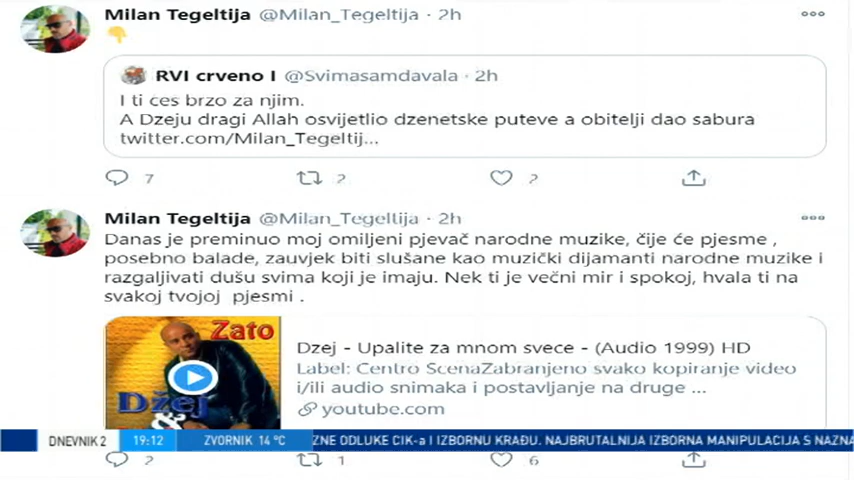 Milan Tegeltija @Milan_Tegeltija · 2h
👇
RVI crveno I @Svimasamdavala · 2h
I ti ces brzo za njim.
A Dzeju dragi Allah osvijetlio dzenetske puteve a obitelji dao sabura
twitter.com/Milan_Tegeltij...
7 2 2
Milan Tegeltija @Milan_Tegeltija · 2h
Danas je preminuo moj omiljeni pjevač narodne muzike, čije će pjesme ,
posebno balade, zauvjek biti slušane kao muzički dijamanti narodne muzike i
razgaljivati dušu svima koji je imaju. Nek ti je večni mir i spokoj, hvala ti na
svakoj tvojoj pjesmi .
Zato
Džej
&
Dzej - Upalite za mnom svece - (Audio 1999) HD
Label: Centro ScenaZabranjeno svako kopiranje video
i/ili audio snimaka i postavljanje na druge ...
youtube.com
DNEVNIK 2 19:12 ZVORNIK 14 °C ZNE ODLUKE CIK-a I IZBORNU KRAĐU. NAJBRUTALNIJA IZBORNA MANIPULACIJA S NAZNA
2 1 6